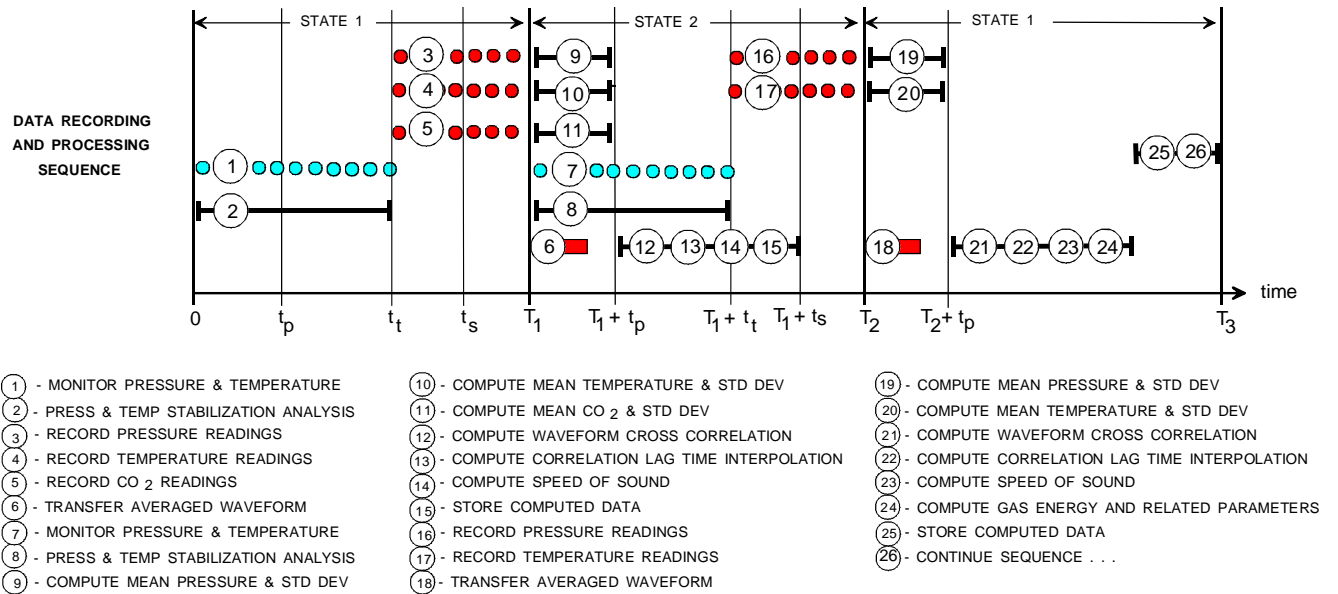 STATE 1 STATE 2 STATE 1
3 16 9 19
4 17 10 20
5 11
DATA RECORDING
AND PROCESSING
SEQUENCE
1 7 25 26
2 8
6 12 13 14 15 18 21 22 23 24
time
0 tp tt ts T1 T1 + tp T1 + tt T1 + ts T2 T2 + tp T3
1 - MONITOR PRESSURE & TEMPERATURE
2 - PRESS & TEMP STABILIZATION ANALYSIS
3 - RECORD PRESSURE READINGS
4 - RECORD TEMPERATURE READINGS
5 - RECORD CO 2 READINGS
6 - TRANSFER AVERAGED WAVEFORM
7 - MONITOR PRESSURE & TEMPERATURE
8 - PRESS & TEMP STABILIZATION ANALYSIS
9 - COMPUTE MEAN PRESSURE & STD DEV
10 - COMPUTE MEAN TEMPERATURE & STD DEV
11 - COMPUTE MEAN CO 2 & STD DEV
12 - COMPUTE WAVEFORM CROSS CORRELATION
13 - COMPUTE CORRELATION LAG TIME INTERPOLATION
14 - COMPUTE SPEED OF SOUND
15 - STORE COMPUTED DATA
16 - RECORD PRESSURE READINGS
17 - RECORD TEMPERATURE READINGS
18 - TRANSFER AVERAGED WAVEFORM
19 - COMPUTE MEAN PRESSURE & STD DEV
20 - COMPUTE MEAN TEMPERATURE & STD DEV
21 - COMPUTE WAVEFORM CROSS CORRELATION
22 - COMPUTE CORRELATION LAG TIME INTERPOLATION
23 - COMPUTE SPEED OF SOUND
24 - COMPUTE GAS ENERGY AND RELATED PARAMETERS
25 - STORE COMPUTED DATA
26 - CONTINUE SEQUENCE . . .